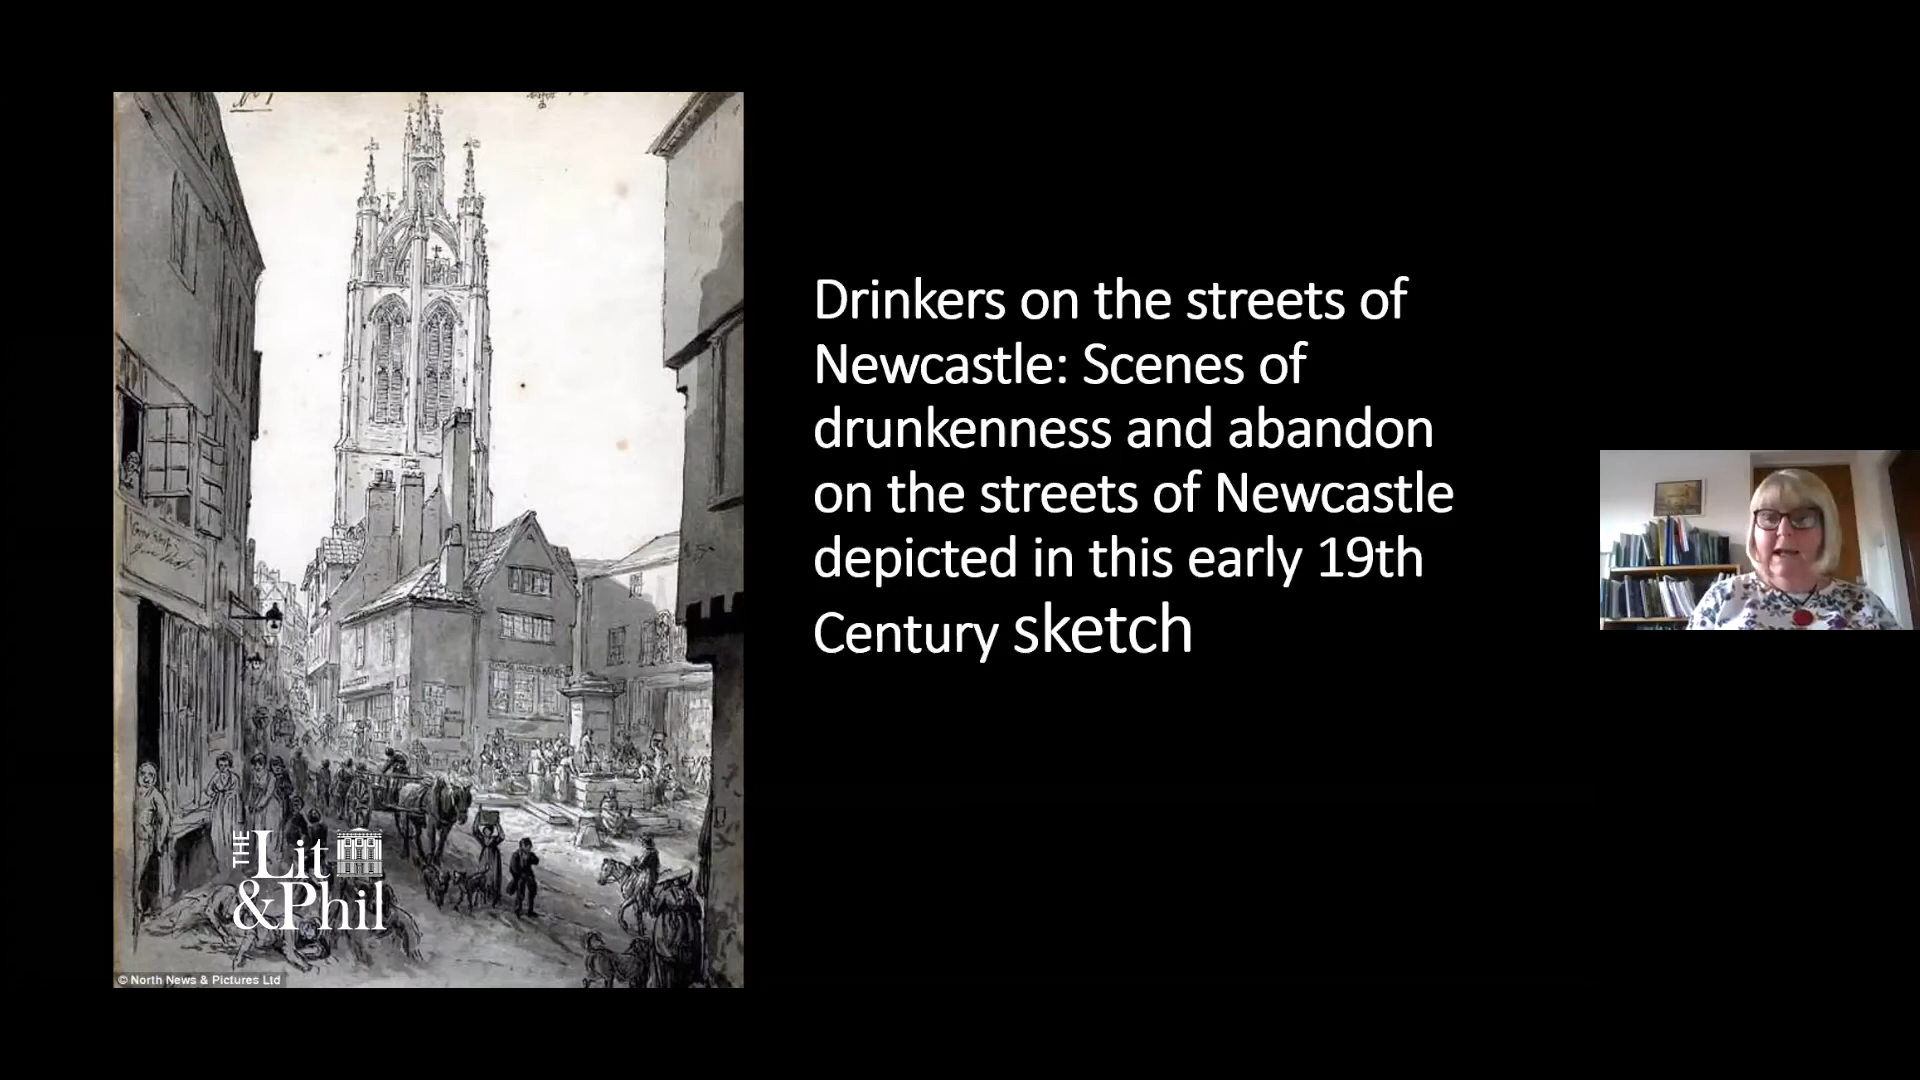 Drinkers on the streets of
Newcastle: Scenes of
drunkenness and abandon
on the streets of Newcastle
depicted in this early 19th
Century sketch
THE Lit
&Phil
© North News & Pictures Ltd